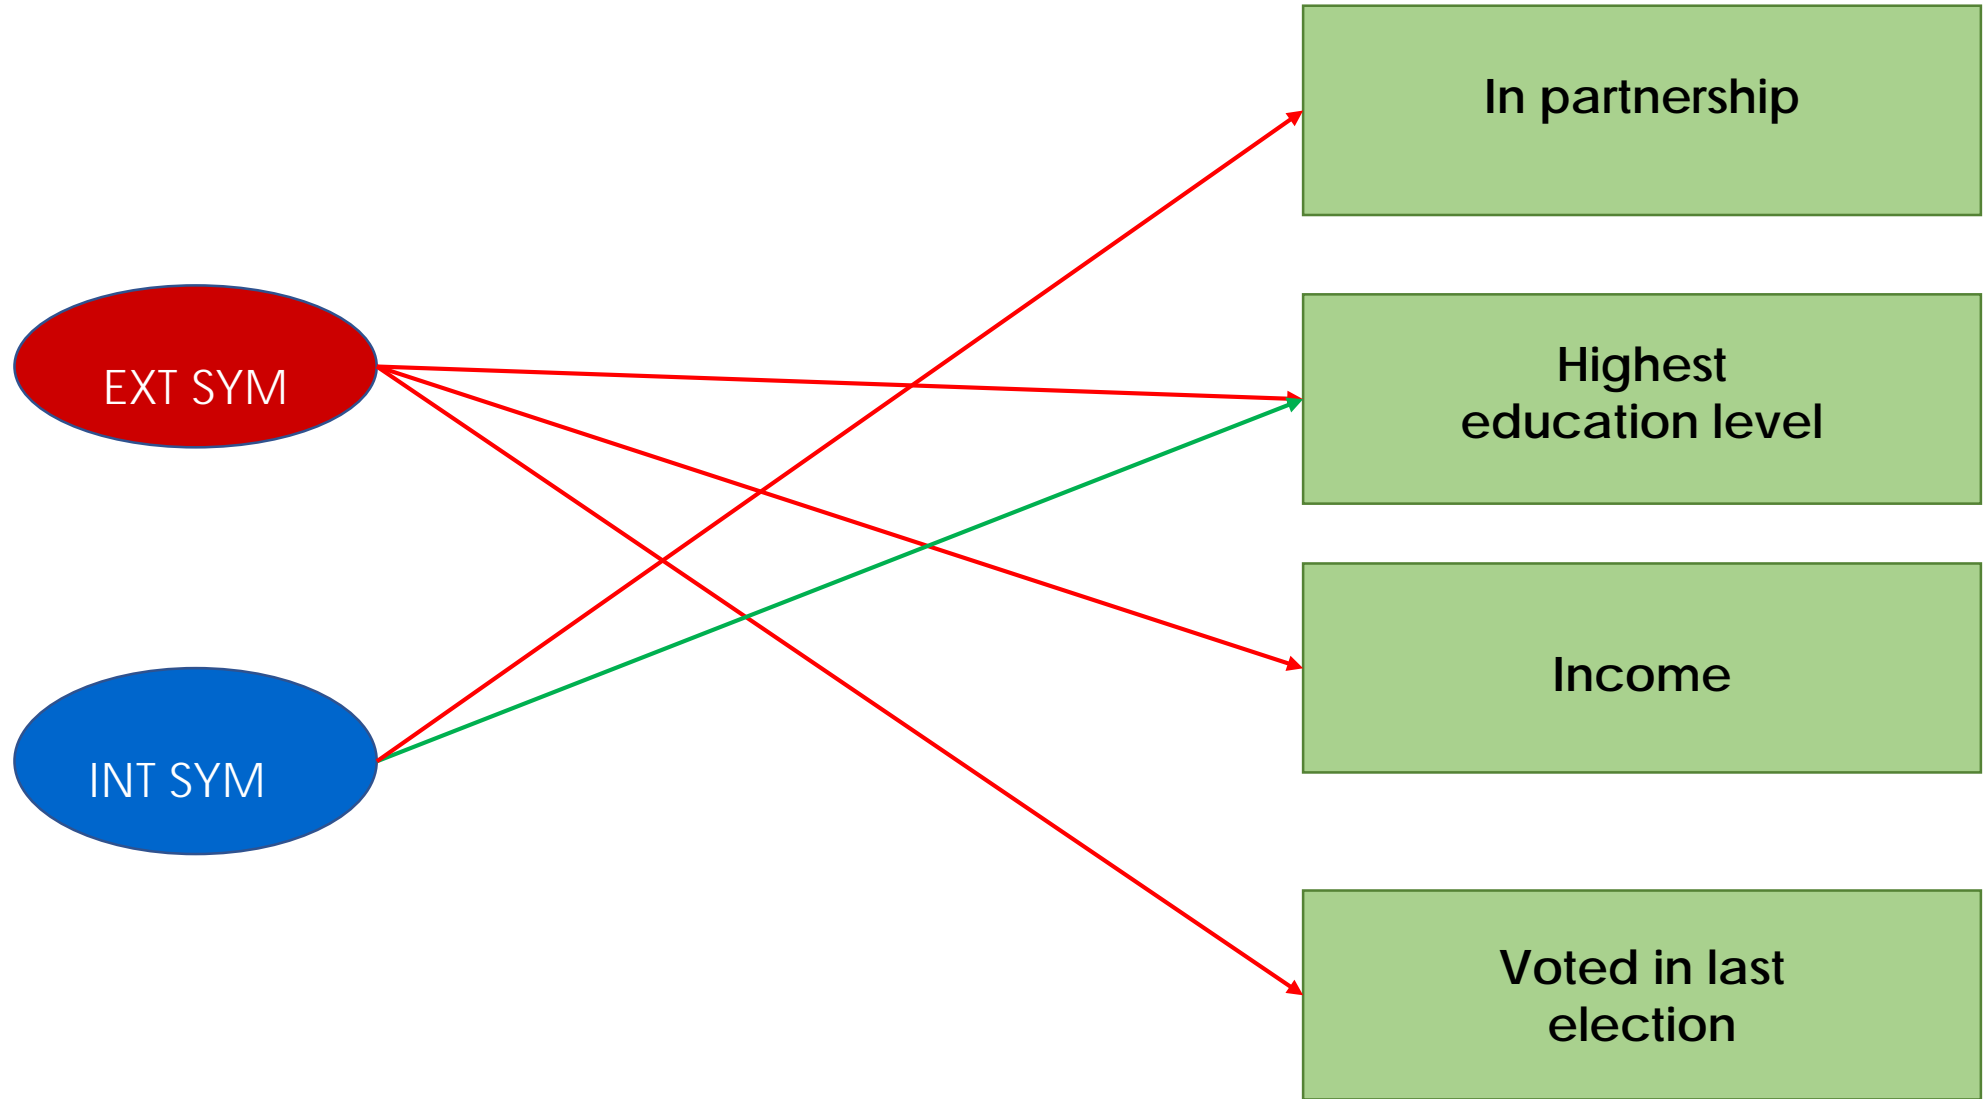 In partnership
EXT SYM
Highest
education level
Income
INT SYM
Voted in last
election